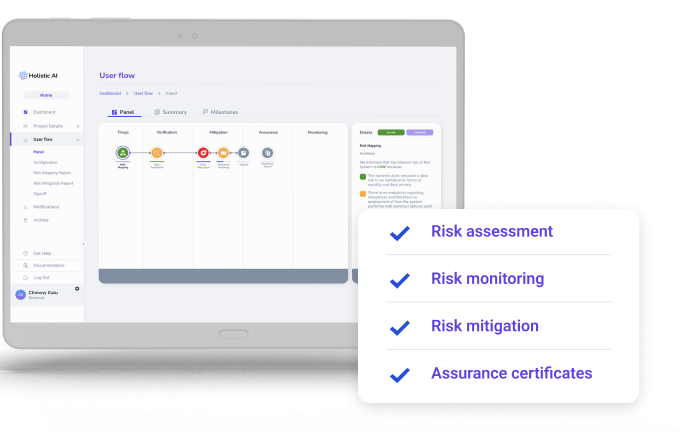 Holistic AI
Home
Dashboard
Project Details
User flow
Panel
Configuration
Risk Mapping Report
Risk Mitigation Report
Signoff
Notifications
Archive
Get Help
Documentation
Log Out
CK
Chimmy Kalu
User flow
Dashboard > User flow > Panel
Panel
Summary
Milestones
Triage
Verification
Mitigation
Assurance
Monitoring
Risk
Mapping
Risk
Mitigation
Details
Risk Mapping
Summary
We estimate that the inherent risk of this
system is LOW because:
The systems does not pose a clear
risk to an individual in terms of
equality and data privacy.
There is no evaluation regarding
robustness and therefore no
assessment of how the system
performs with common failures such
Risk assessment
Risk monitoring
Risk mitigation
Assurance certificates